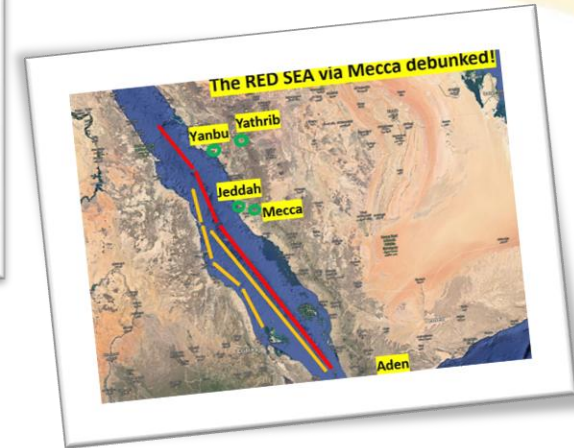 The RED SEA via Mecca debunked!
Yanbu
Yathrib
Jeddah
Mecca
Aden